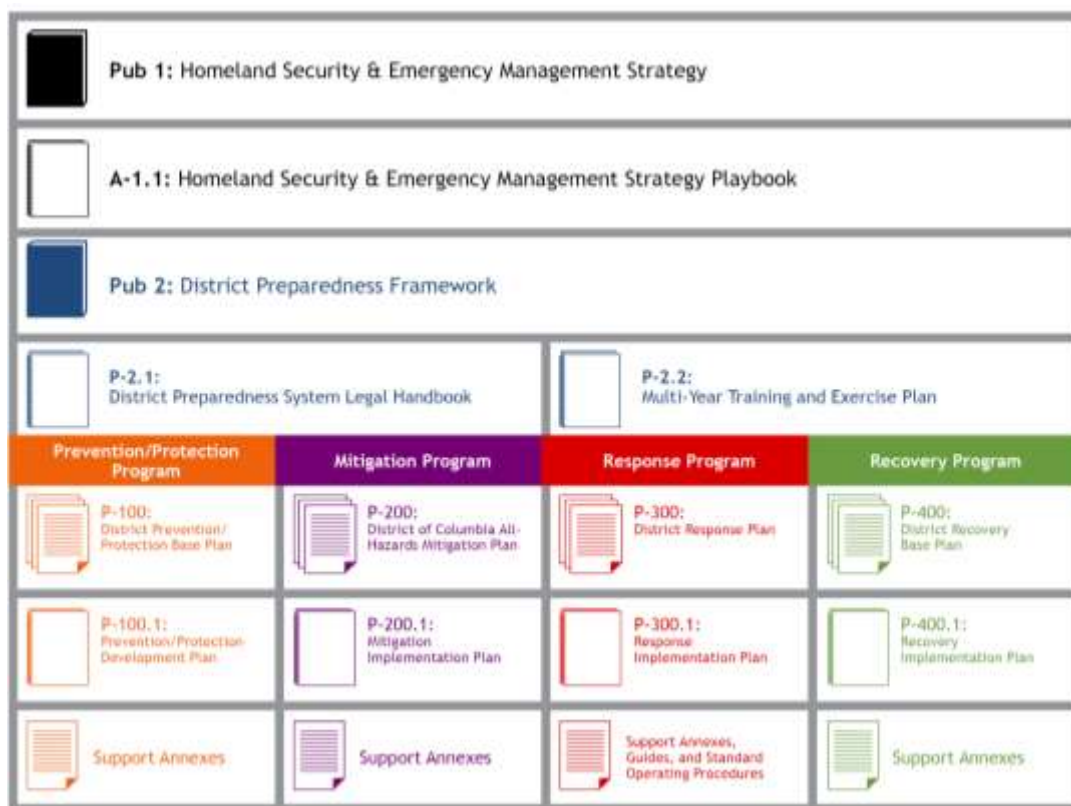 Pub 1: Homeland Security & Emergency Management Strategy
A-1.1: Homeland Security & Emergency Management Strategy Playbook
Pub 2: District Preparedness Framework
P-2.1:
District Preparedness System Legal Handbook
P-2.2:
Multi-Year Training and Exercise Plan
Prevention/Protection
Program
Mitigation Program
Response Program
Recovery Program
P-100:
District Prevention/
Protection Base Plan
P-200:
District of Columbia All-
Hazards Mitigation Plan
P-300:
District Response Plan
P-400:
District Recovery
Base Plan
P-100.1:
Prevention/Protection
Development Plan
P-200.1:
Mitigation
Implementation Plan
P-300.1:
Response
Implementation Plan
P-400.1:
Recovery
Implementation Plan
Support Annexes
Support Annexes
Support Annexes,
Guides, and Standard
Operating Procedures
Support Annexes